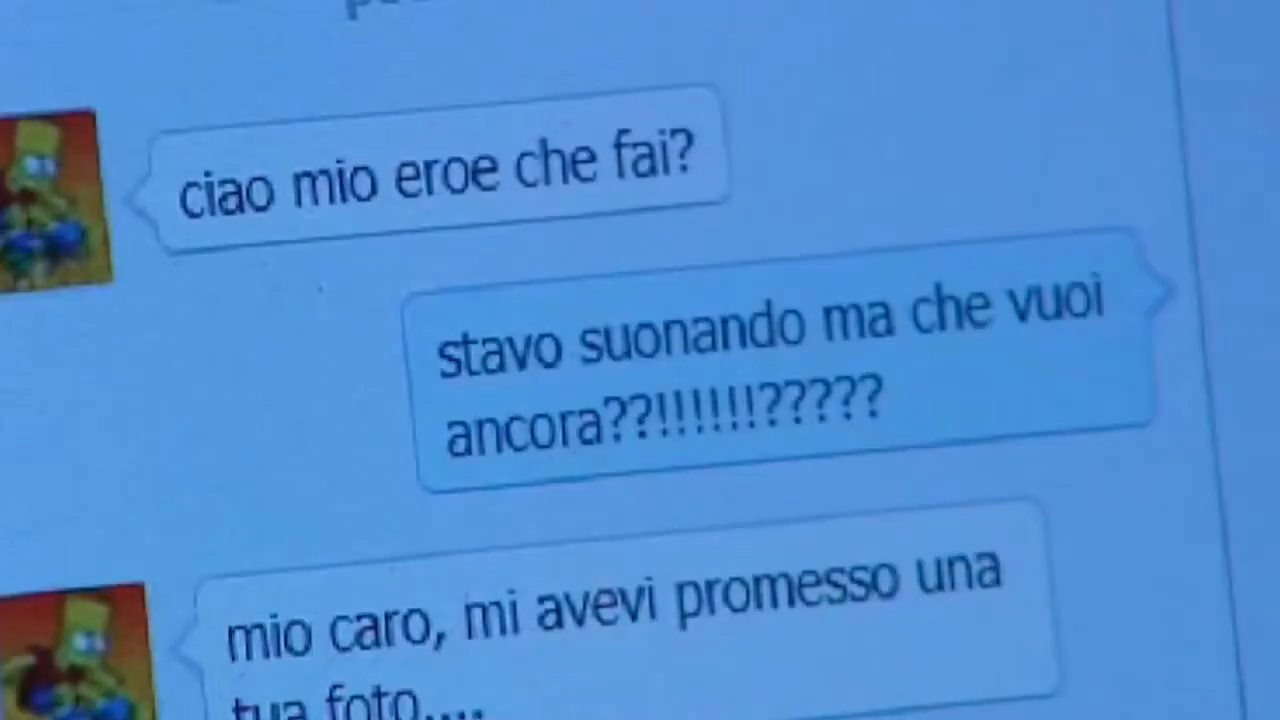 ciao mio eroe che fai?
stavo suonando ma che vuoi
ancora??!!!!!!?????
mio caro, mi avevi promesso una
tua foto....